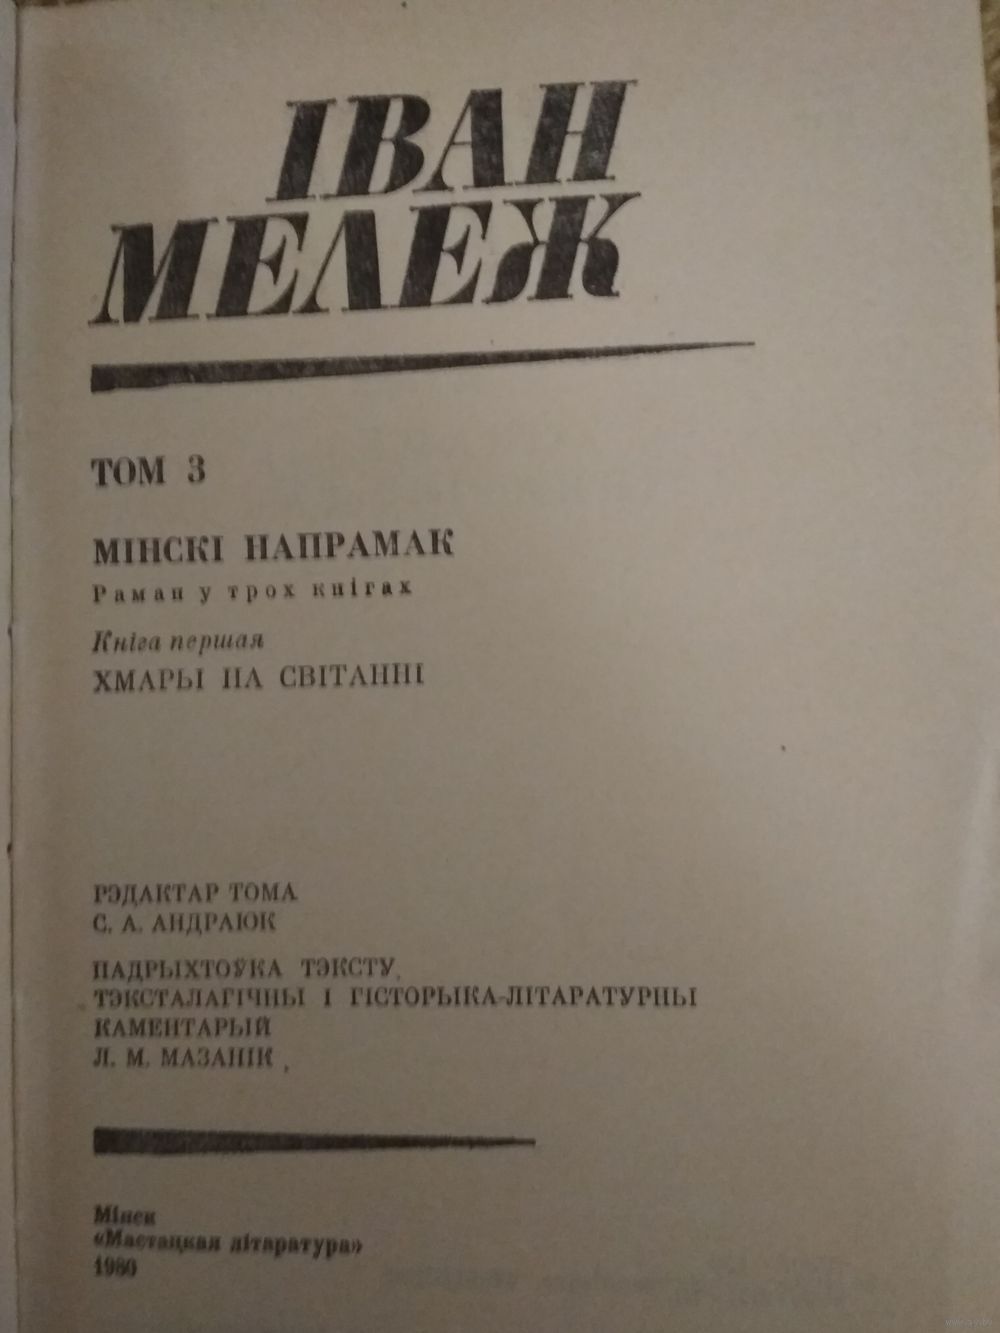 ІВАН
МЕЛЕЖ
ТОМ 3
МІНСКІ НАПРАМАК
Раман у трох кнігах
Кніга першая
ХМАРЫ НА СВІТАННІ
РЭДАКТАР ТОМА
С. А. АНДРАЮК
ПАДРЫХТОЎКА ТЭКСТУ,
ТЭКСТАЛАГІЧНЫ І ГІСТОРЫКА-ЛІТАРАТУРНЫ
КАМЕНТАРЫЙ
Л. М. МАЗАНІК
Мінск
«Мастацкая літаратура»
1980